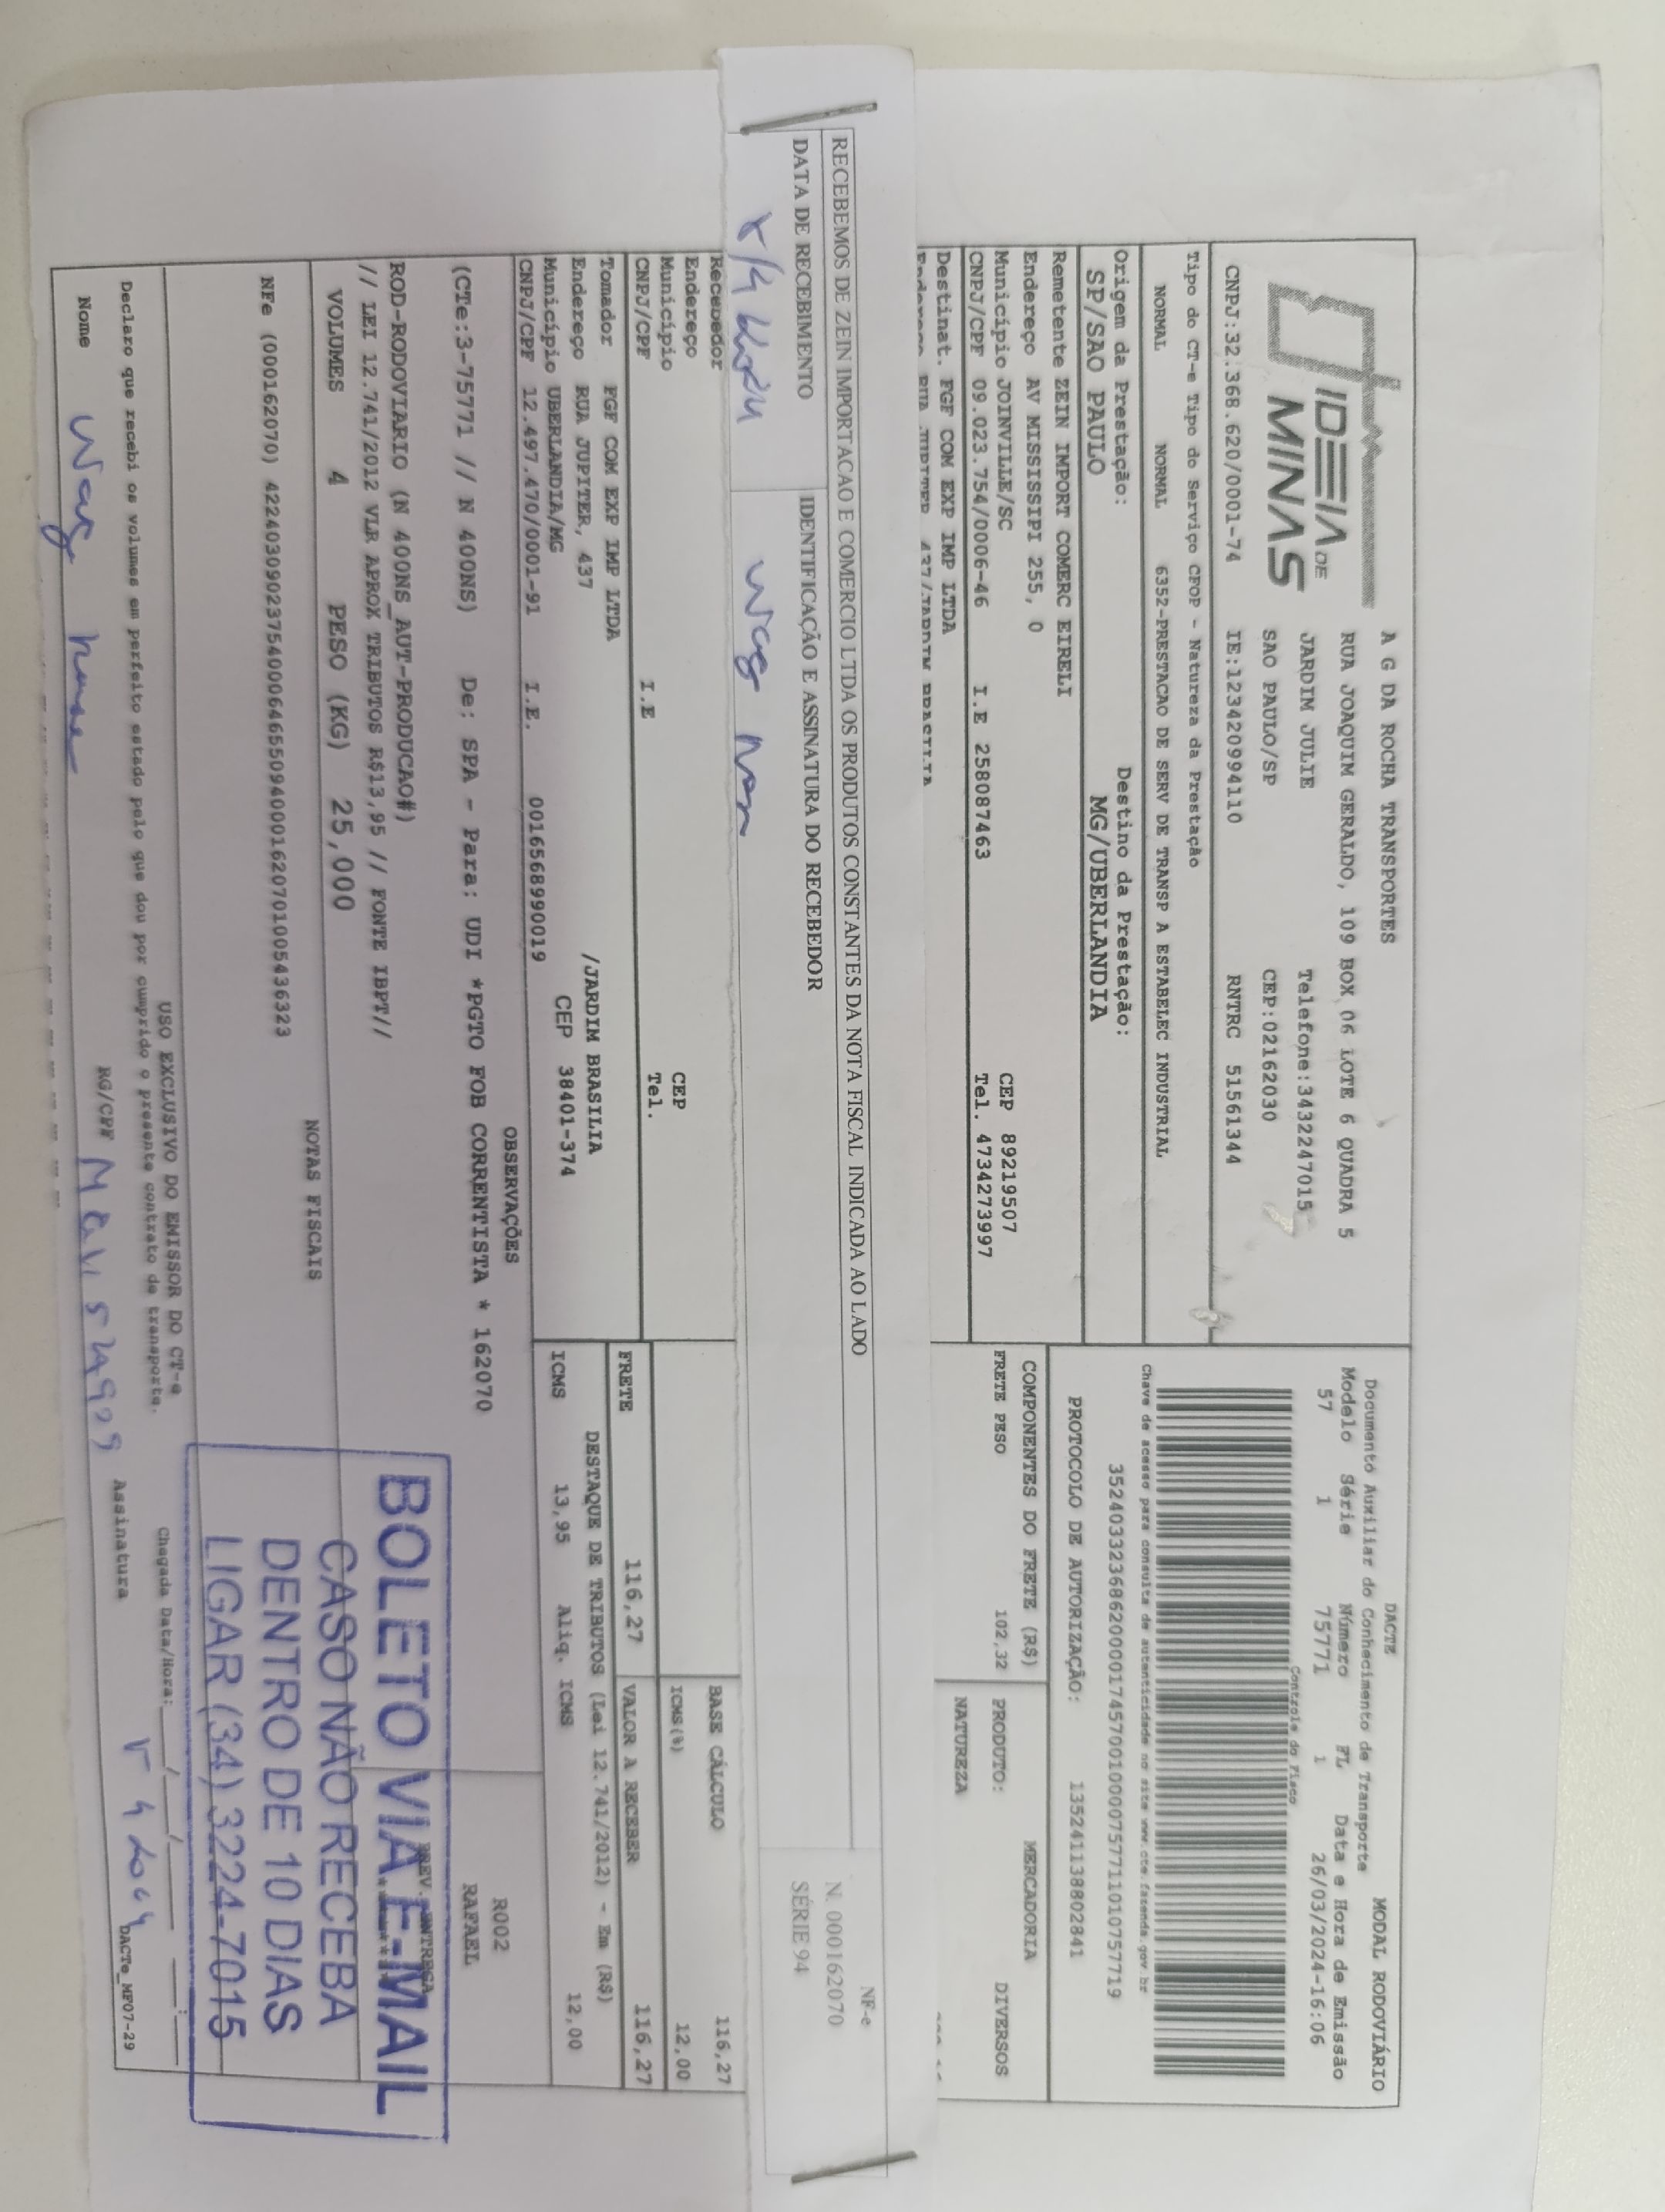 IDEIA DE
MINAS
A G DA ROCHA TRANSPORTES
RUA JOAQUIM GERALDO, 109 BOX 06 LOTE 6 QUADRA 5
JARDIM JULIE Telefone:3432247015
SAO PAULO/SP CEP:02162030
CNPJ:32.368.620/0001-74 IE:123420994110 RNTRC 51561344
DACTE MODAL RODOVIÁRIO
Documento Auxiliar do Conhecimento de Transporte
Modelo Série Número FL Data e Hora de Emissão
57 1 75771 1 26/03/2024-16:06
Controle do Fisco
Chave de acesso para consulta de autenticidade no site www.cte.fazenda.gov.br
35240332368620000174570010000757711010757719
PROTOCOLO DE AUTORIZAÇÃO: 135241138802841
Tipo do CT-e Tipo do Serviço CFOP - Natureza da Prestação
NORMAL NORMAL 6352-PRESTACAO DE SERV DE TRANSP A ESTABELEC INDUSTRIAL
Origem da Prestação: Destino da Prestação:
SP/SAO PAULO MG/UBERLANDIA
Remetente ZEIN IMPORT COMERC EIRELI
Endereço AV MISSISSIPI 255, 0
Município JOINVILLE/SC CEP 89219507
CNPJ/CPF 09.023.754/0006-46 I.E 258087463 Tel. 4734273997
Destinat. FGF COM EXP IMP LTDA
Endereço RUA JUPITER 437/JARDIM BRASILIA
COMPONENTES DO FRETE (R$) MERCADORIA
FRETE PESO 102,32 PRODUTO: DIVERSOS
NATUREZA
RECEBEMOS DE ZEIN IMPORTACAO E COMERCIO LTDA OS PRODUTOS CONSTANTES DA NOTA FISCAL INDICADA AO LADO
DATA DE RECEBIMENTO IDENTIFICAÇÃO E ASSINATURA DO RECEBEDOR
NF-e
N. 000162070
SÉRIE 94
Recebedor
Endereço
Município CEP
CNPJ/CPF I.E Tel.
BASE CÁLCULO 116,27
ICMS(%) 12,00
FRETE 116,27 VALOR A RECEBER 116,27
Tomador FGF COM EXP IMP LTDA
Endereço RUA JUPITER, 437 /JARDIM BRASILIA
Município UBERLANDIA/MG CEP 38401-374
CNPJ/CPF 12.497.470/0001-91 I.E. 0016568990019
DESTAQUE DE TRIBUTOS (Lei 12.741/2012) - Em (R$)
ICMS 13,95 Aliq. ICMS 12,00
OBSERVAÇÕES
(CTe:3-75771 // N 400NS) De: SPA - Para: UDI *PGTO FOB CORRENTISTA * 162070
R002
RAFAEL
ROD-RODOVIARIO (N 400NS_AUT-PRODUCAO#)
// LEI 12.741/2012 VLR APROX TRIBUTOS R$13,95 // FONTE IBPT//
PREV. ENTREGA
VOLUMES 4 PESO (KG) 25,000
NOTAS FISCAIS
NFe (000162070) 42240309023754000646550940001620701005436323
BOLETO VIA E-MAIL
CASO NÃO RECEBA
DENTRO DE 10 DIAS
LIGAR (34) 3224-7015
USO EXCLUSIVO DO EMISSOR DO CT-e
Declaro que recebi os volumes em perfeito estado pelo que dou por cumprido o presente contrato de transporte.
Chegada Data/Hora: __/__/____ __:__
Nome RG/CPF Assinatura
DACTe_MF07-29